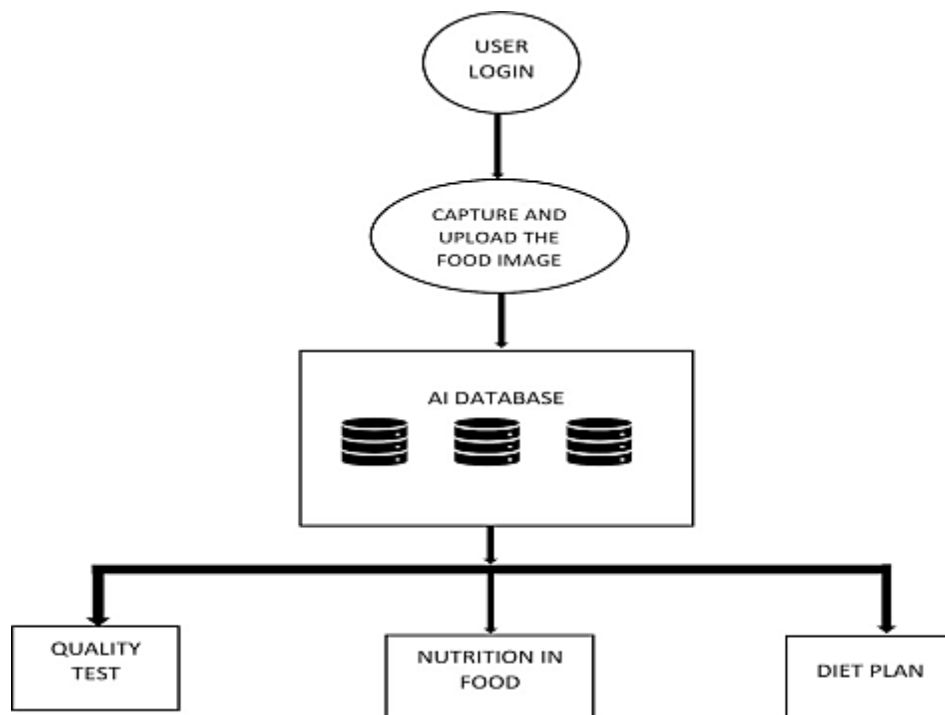 USER
LOGIN
CAPTURE AND
UPLOAD THE
FOOD IMAGE
AI DATABASE
QUALITY
TEST
NUTRITION IN
FOOD
DIET PLAN